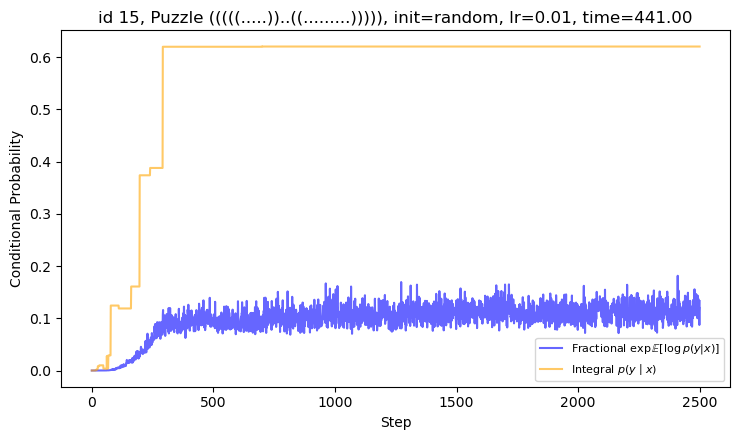 id 15, Puzzle (((((.....))..((.........))))), init=random, lr=0.01, time=441.00
Conditional Probability
0.6
0.5
0.4
0.3
0.2
0.1
0.0
Fractional exp𝔼[log p(y|x)]
Integral p(y | x)
0 500 1000 1500 2000 2500
Step